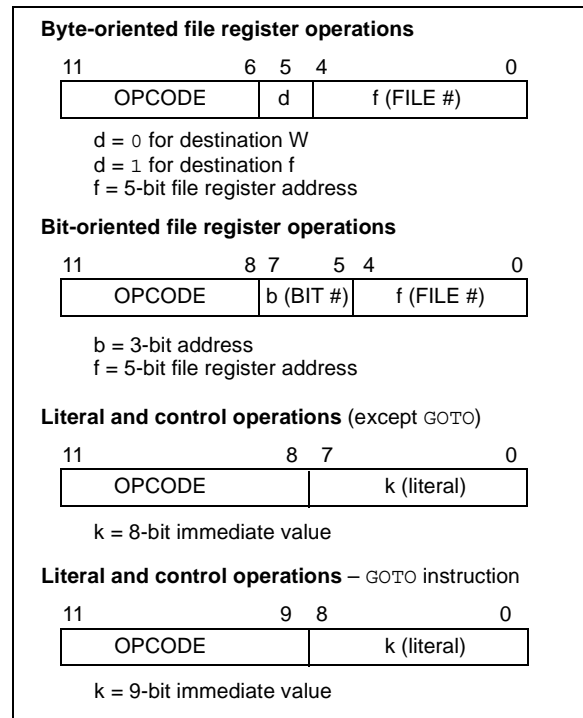 Byte-oriented file register operations
11 6 5 4 0
OPCODE d f (FILE #)
d = 0 for destination W
d = 1 for destination f
f = 5-bit file register address
Bit-oriented file register operations
11 8 7 5 4 0
OPCODE b (BIT #) f (FILE #)
b = 3-bit address
f = 5-bit file register address
Literal and control operations (except GOTO)
11 8 7 0
OPCODE k (literal)
k = 8-bit immediate value
Literal and control operations – GOTO instruction
11 9 8 0
OPCODE k (literal)
k = 9-bit immediate value